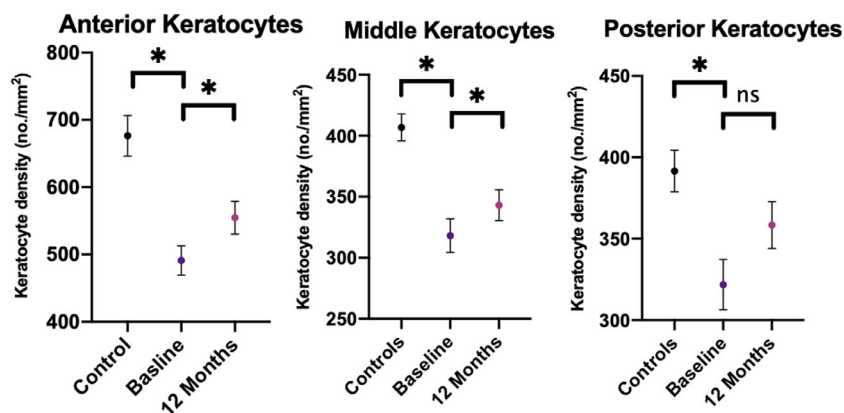 Anterior Keratocytes
Keratocyte density (no./mm²)
800
700
600
500
400
*
*
Control
Basline
12 Months
Middle Keratocytes
Keratocyte density (no./mm²)
450
400
350
300
250
*
*
Controls
Baseline
12 Months
Posterior Keratocytes
Keratocyte density (no./mm²)
450
400
350
300
*
ns
Controls
Baseline
12 Months